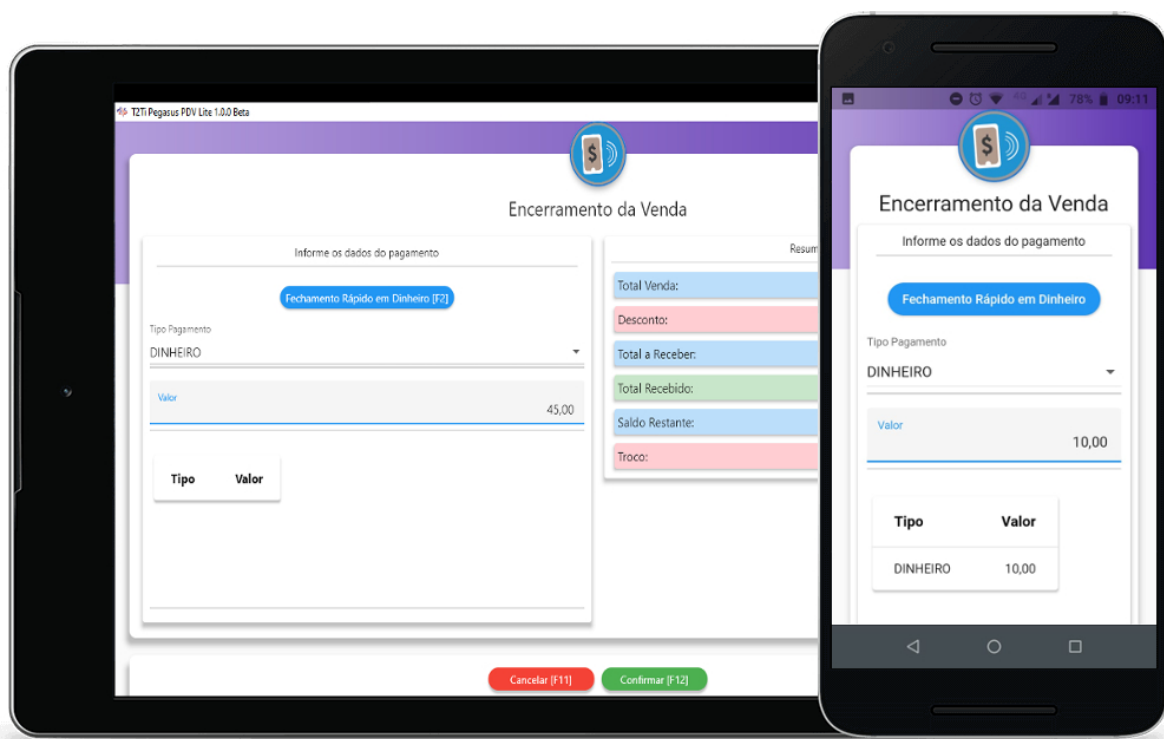 T2Ti Pegasus PDV Lite 1.0.0 Beta
$
Encerramento da Venda
Informe os dados do pagamento
Fechamento Rápido em Dinheiro [F2]
Tipo Pagamento
DINHEIRO
Valor
45,00
Tipo Valor
Resum
Total Venda:
Desconto:
Total a Receber:
Total Recebido:
Saldo Restante:
Troco:
Cancelar [F11] Confirmar [F12]
4G 78% 09:11
$
Encerramento da Venda
Informe os dados do pagamento
Fechamento Rápido em Dinheiro
Tipo Pagamento
DINHEIRO
Valor
10,00
Tipo Valor
DINHEIRO 10,00